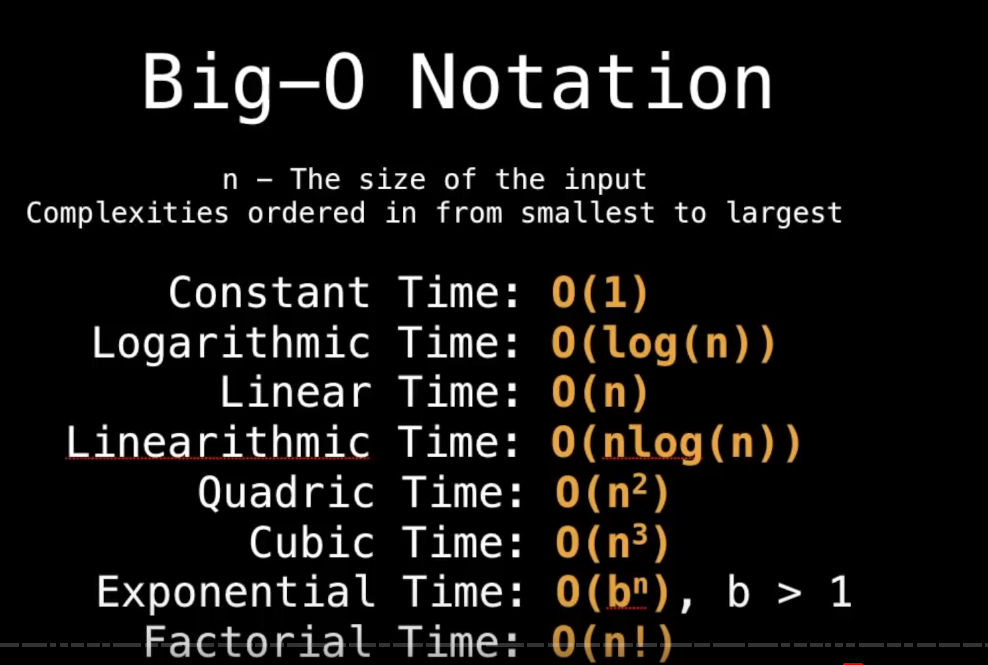 Big-O Notation
n - The size of the input
Complexities ordered in from smallest to largest
Constant Time: O(1)
Logarithmic Time: O(log(n))
Linear Time: O(n)
Linearithmic Time: O(nlog(n))
Quadric Time: O(n²)
Cubic Time: O(n³)
Exponential Time: O(bⁿ), b > 1
Factorial Time: O(n!)